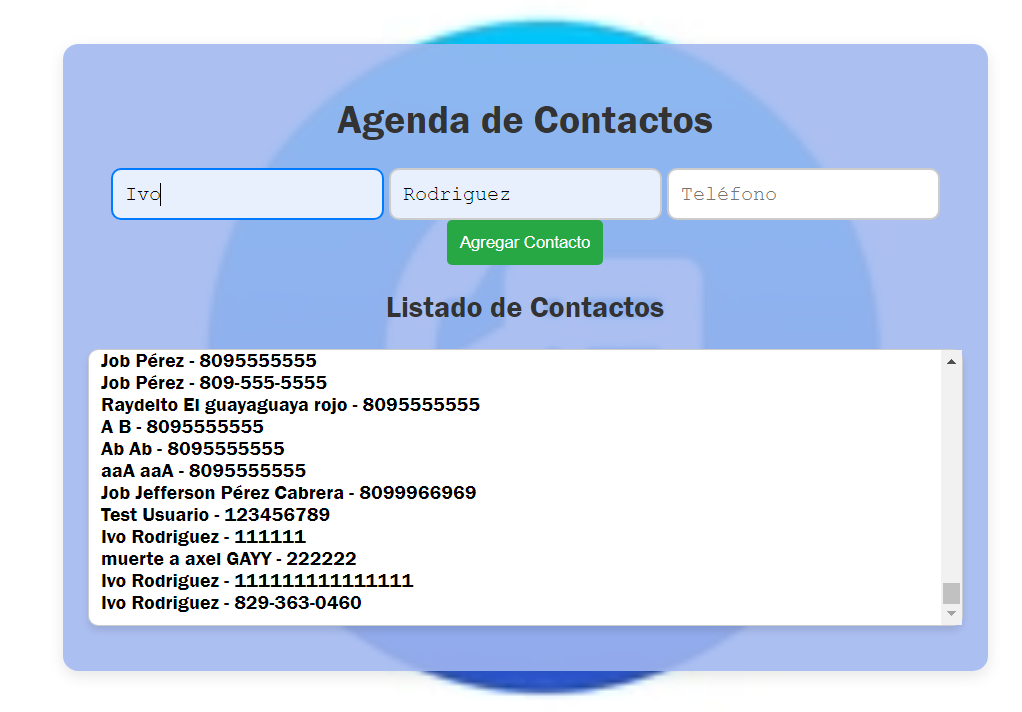 Agenda de Contactos
Ivo Rodriguez Teléfono
Agregar Contacto
Listado de Contactos
Job Pérez - 8095555555
Job Pérez - 809-555-5555
Raydelto El guayaguaya rojo - 8095555555
A B - 8095555555
Ab Ab - 8095555555
aaA aaA - 8095555555
Job Jefferson Pérez Cabrera - 8099966969
Test Usuario - 123456789
Ivo Rodriguez - 111111
muerte a axel GAYY - 222222
Ivo Rodriguez - 111111111111111
Ivo Rodriguez - 829-363-0460